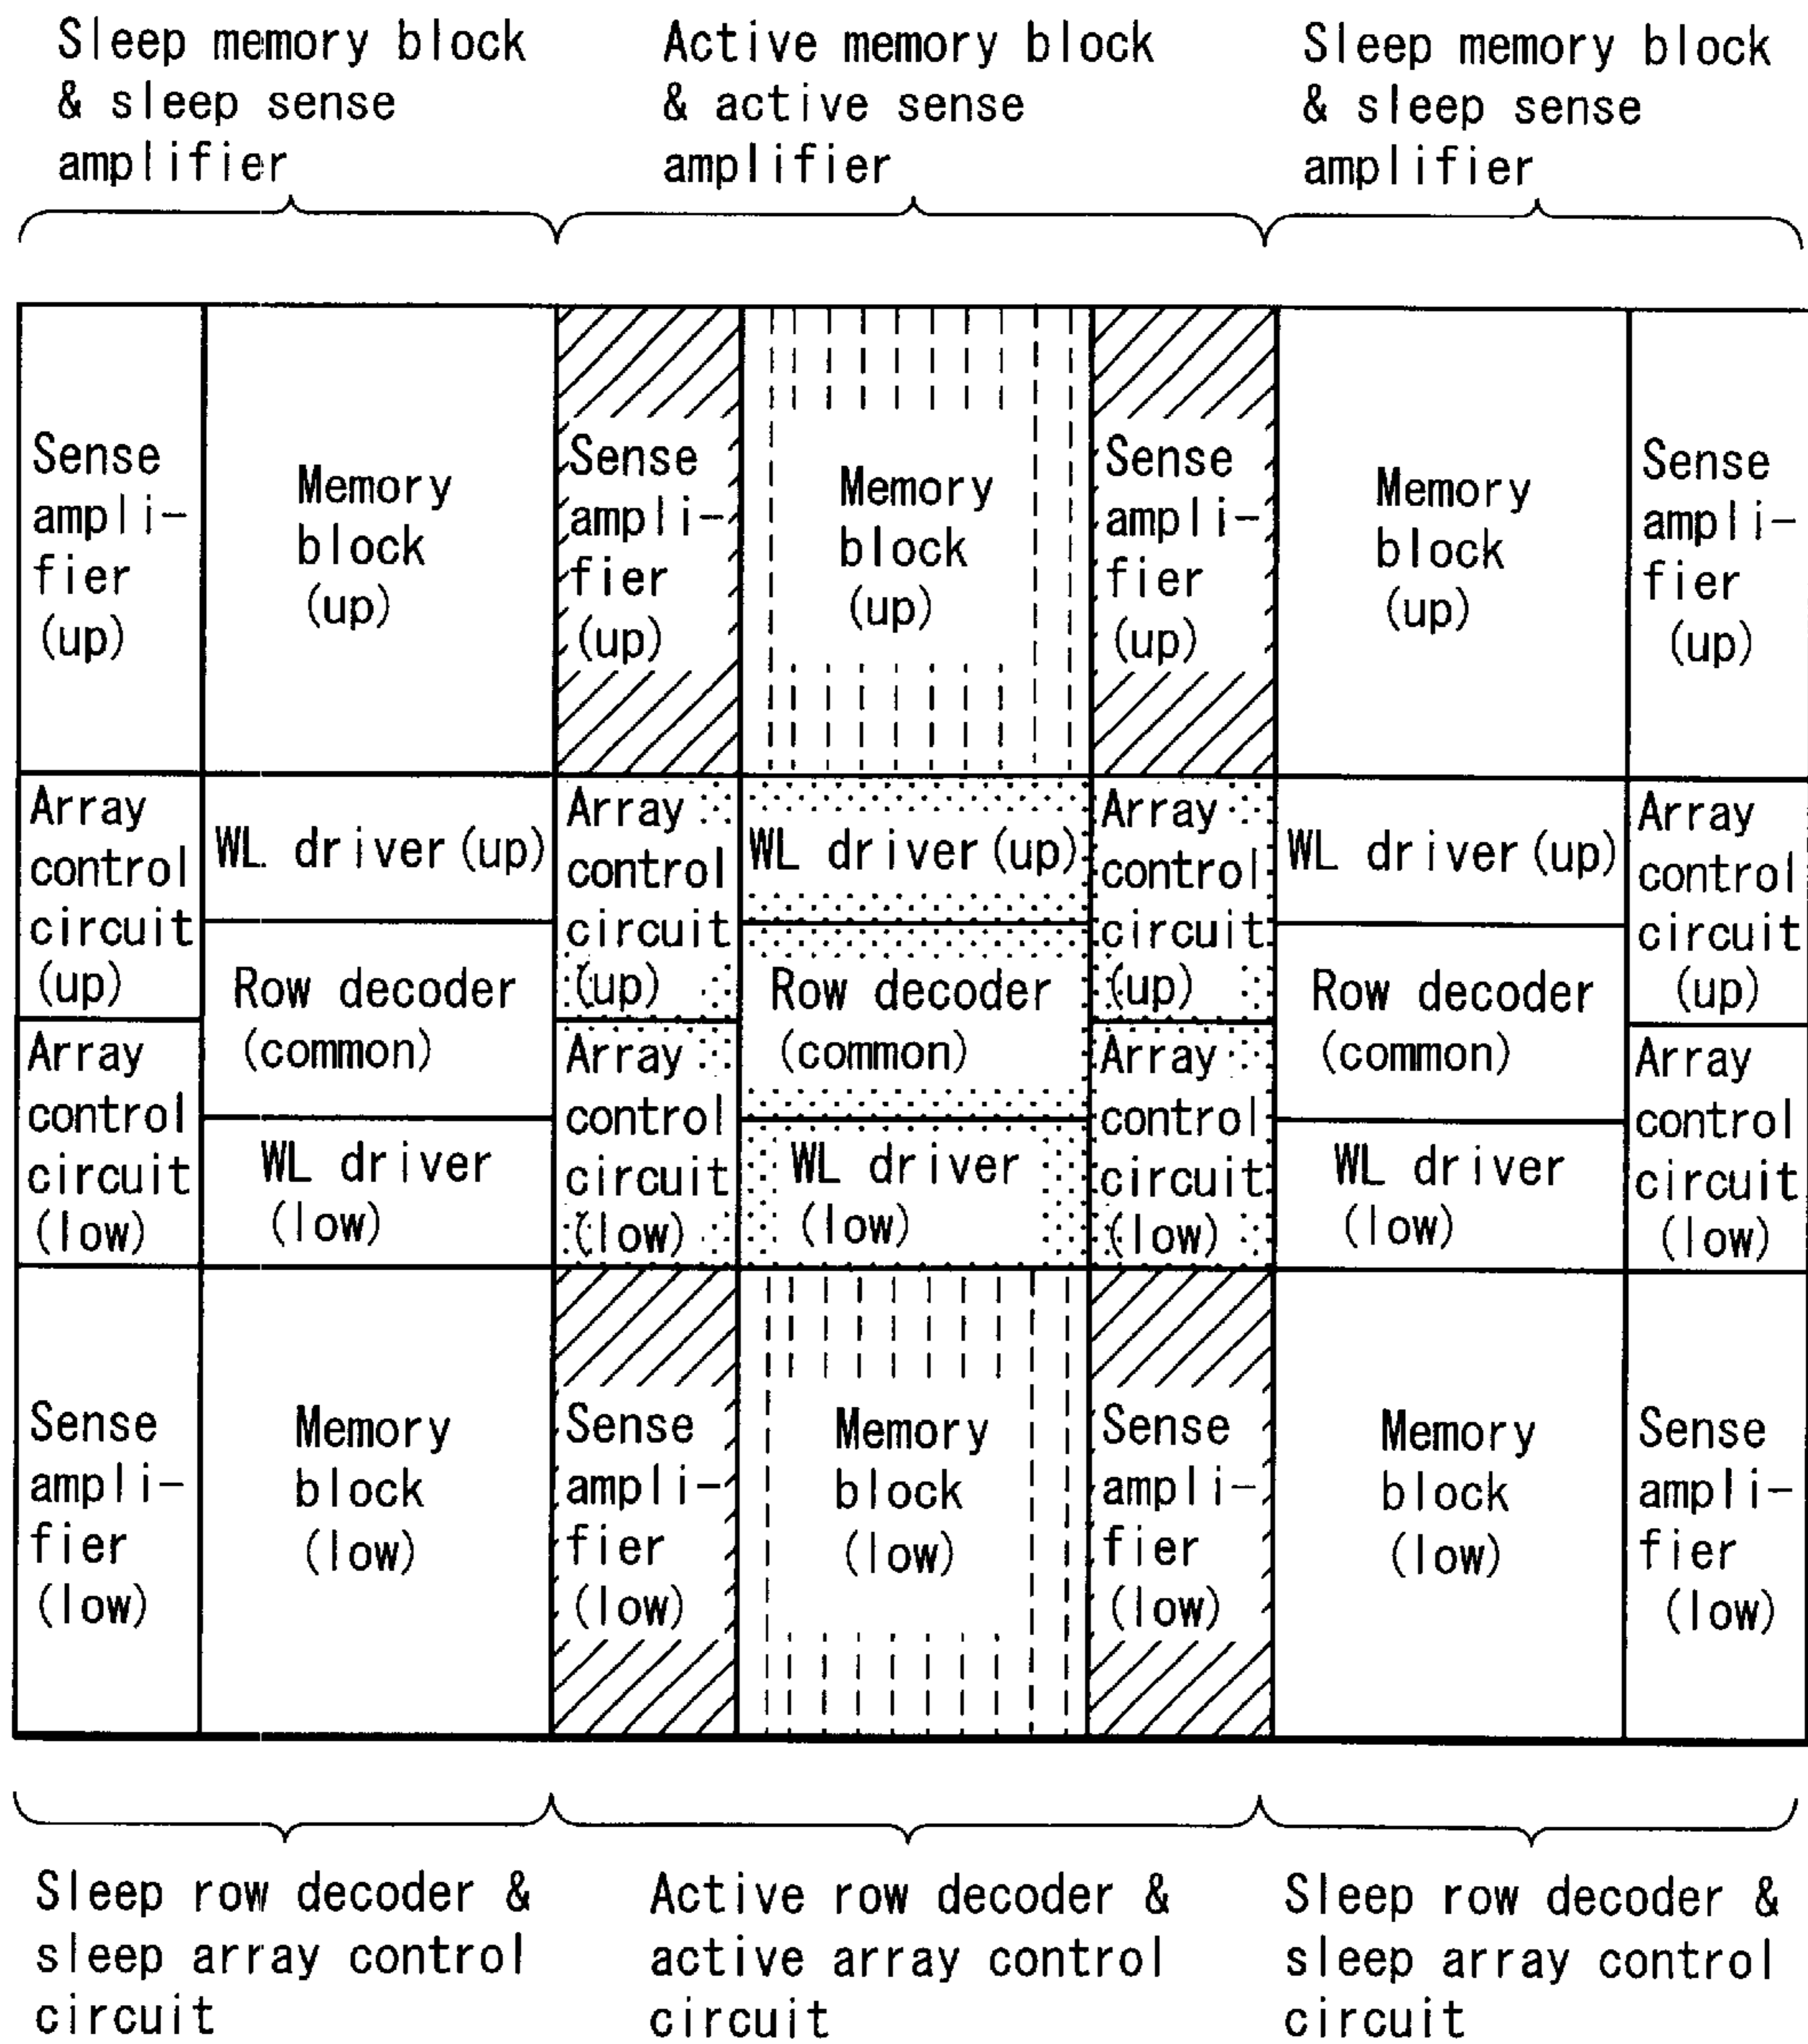 Sleep memory block
& sleep sense
amplifier
Active memory block
& active sense
amplifier
Sleep memory block
& sleep sense
amplifier
Sense
ampli-
fier
(up)
Memory
block
(up)
Sense
ampli-
fier
(up)
Memory
block
(up)
Sense
ampli-
fier
(up)
Memory
block
(up)
Sense
ampli-
fier
(up)
Array
control
circuit
(up)
WL driver (up)
Array
control
circuit
(up)
WL driver (up)
Array
control
circuit
(up)
WL driver (up)
Array
control
circuit
(up)
Row decoder
(common)
Row decoder
(common)
Row decoder
(common)
Array
control
circuit
(low)
WL driver
(low)
Array
control
circuit
(low)
WL driver
(low)
Array
control
circuit
(low)
WL driver
(low)
Array
control
circuit
(low)
Sense
ampli-
fier
(low)
Memory
block
(low)
Sense
ampli-
fier
(low)
Memory
block
(low)
Sense
ampli-
fier
(low)
Memory
block
(low)
Sense
ampli-
fier
(low)
Sleep row decoder &
sleep array control
circuit
Active row decoder &
active array control
circuit
Sleep row decoder &
sleep array control
circuit